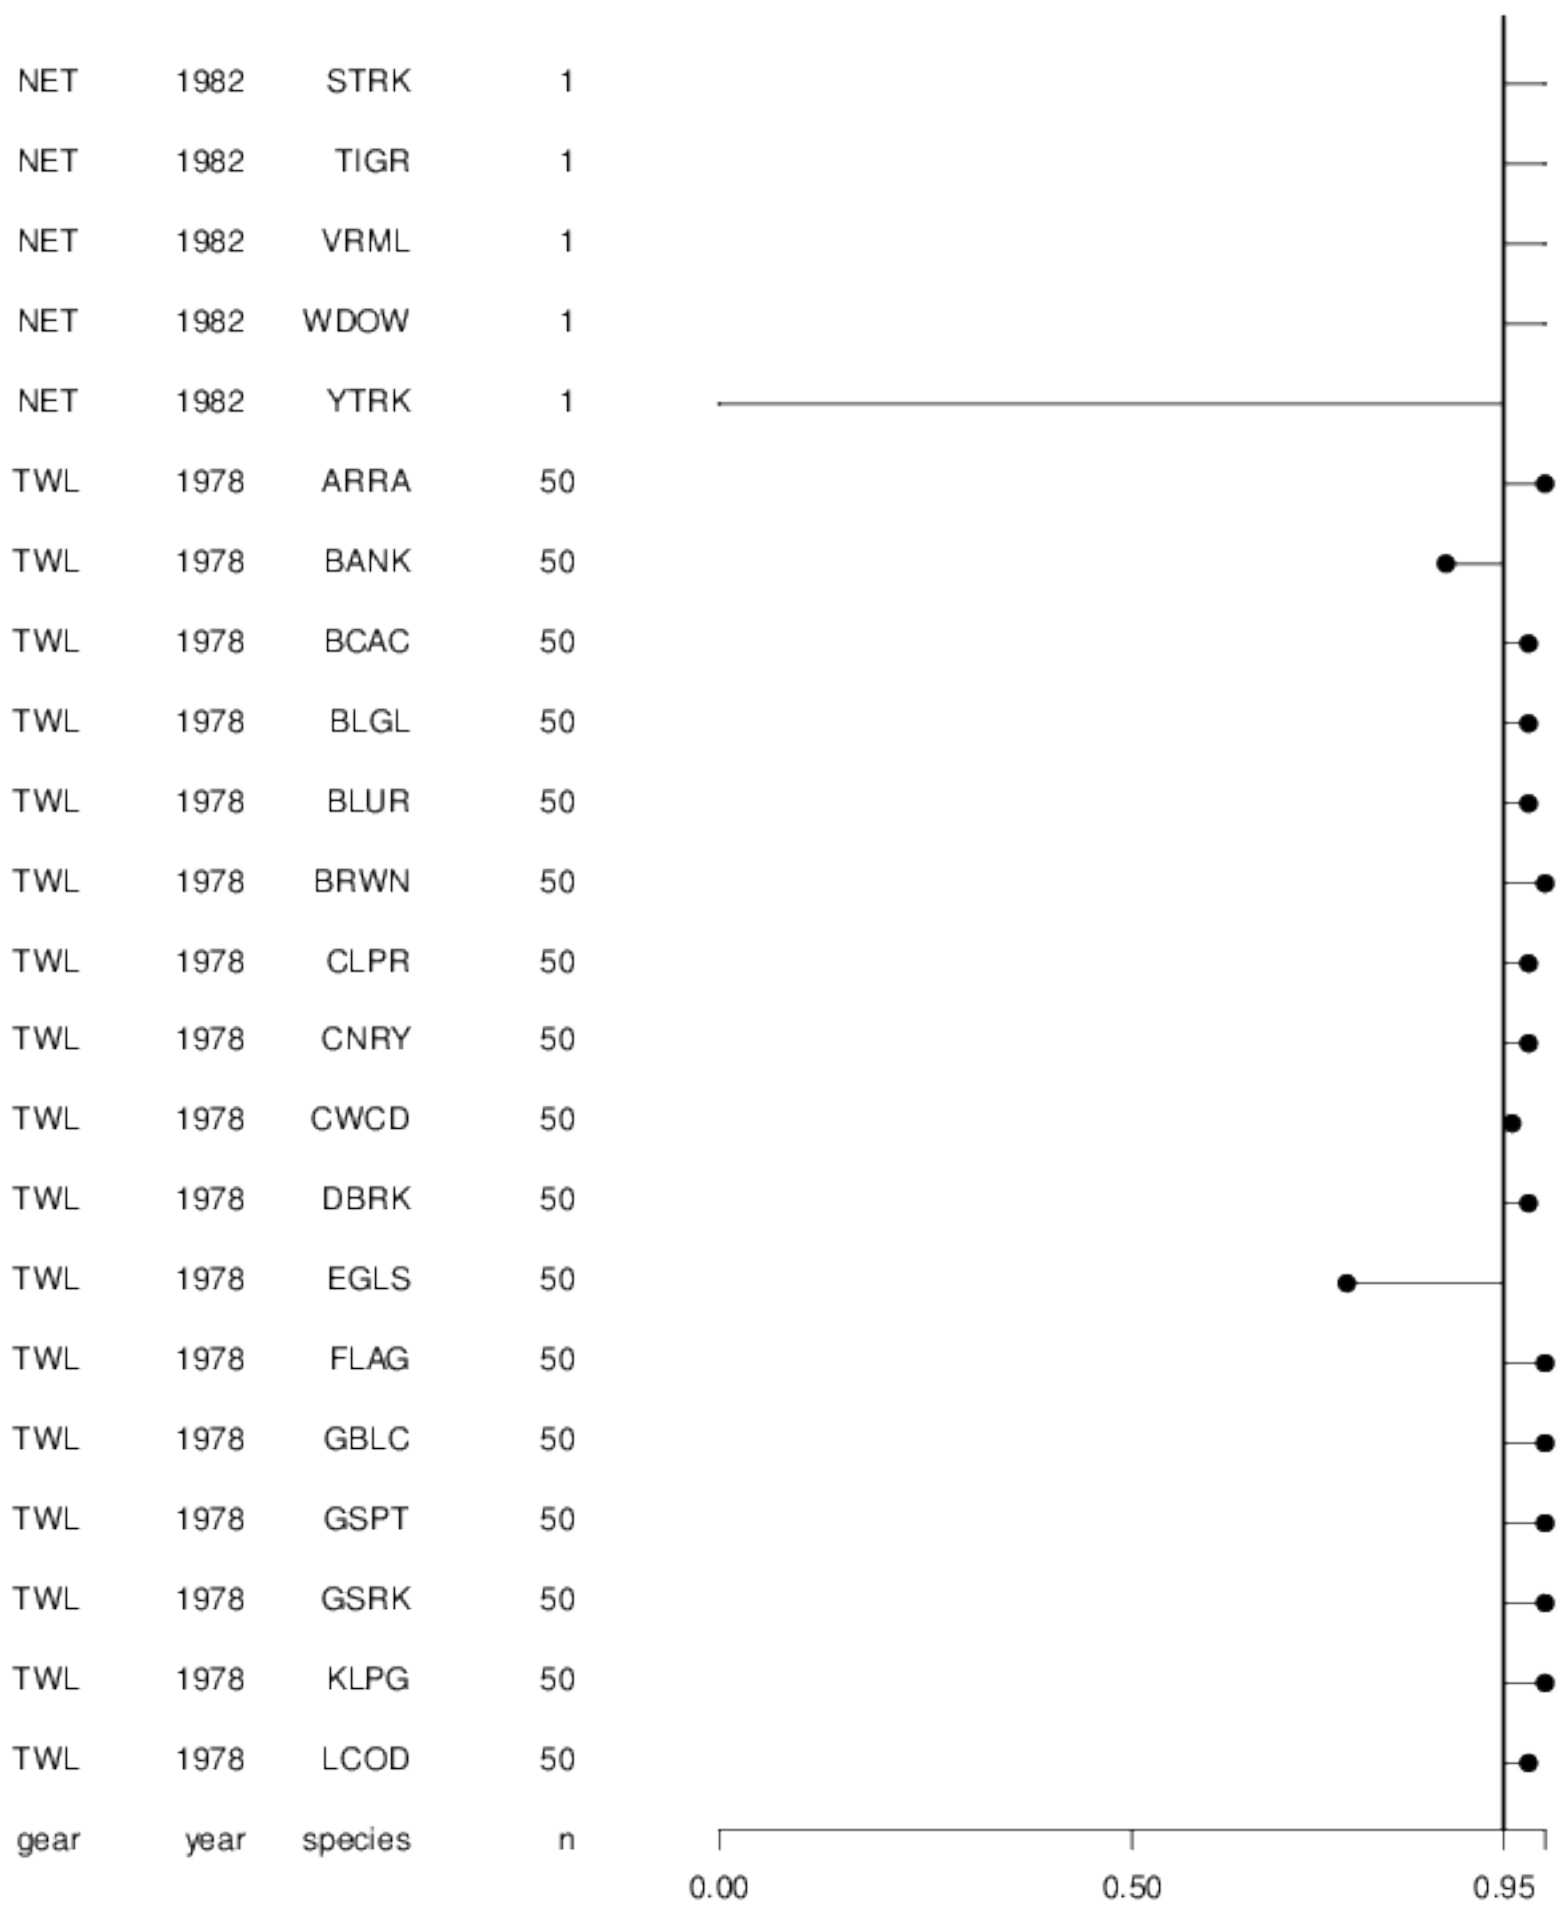 NET 1982 STRK 1
NET 1982 TIGR 1
NET 1982 VRML 1
NET 1982 WDOW 1
NET 1982 YTRK 1
TWL 1978 ARRA 50
TWL 1978 BANK 50
TWL 1978 BCAC 50
TWL 1978 BLGL 50
TWL 1978 BLUR 50
TWL 1978 BRWN 50
TWL 1978 CLPR 50
TWL 1978 CNRY 50
TWL 1978 CWCD 50
TWL 1978 DBRK 50
TWL 1978 EGLS 50
TWL 1978 FLAG 50
TWL 1978 GBLC 50
TWL 1978 GSPT 50
TWL 1978 GSRK 50
TWL 1978 KLPG 50
TWL 1978 LCOD 50
gear year species n
0.00 0.50 0.95